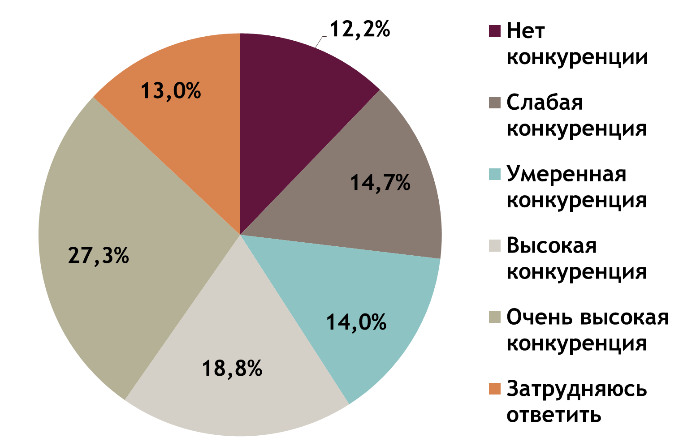 12,2%
14,7%
14,0%
18,8%
27,3%
13,0%
Нет
конкуренции
Слабая
конкуренция
Умеренная
конкуренция
Высокая
конкуренция
Очень высокая
конкуренция
Затрудняюсь
ответить